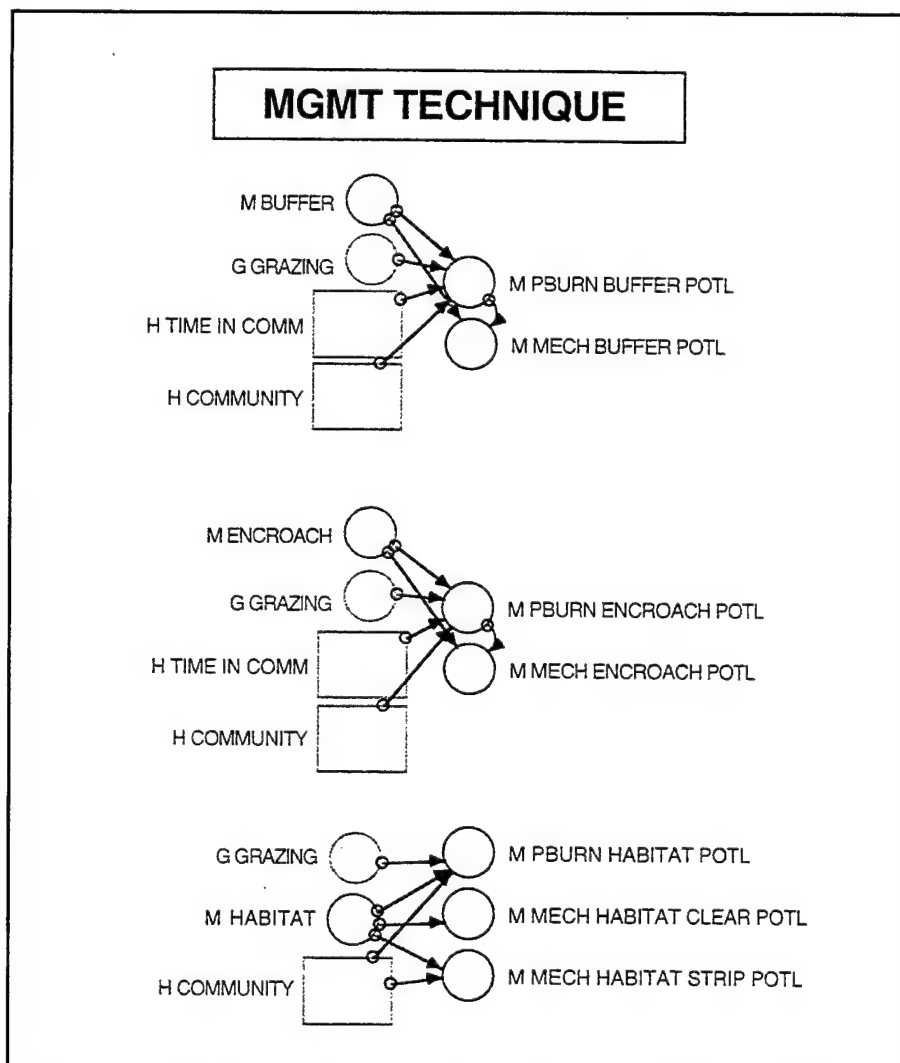 MGMT TECHNIQUE
M BUFFER
G GRAZING
M PBURN BUFFER POTL
H TIME IN COMM
M MECH BUFFER POTL
H COMMUNITY
M ENCROACH
G GRAZING
M PBURN ENCROACH POTL
H TIME IN COMM
M MECH ENCROACH POTL
H COMMUNITY
G GRAZING
M PBURN HABITAT POTL
M HABITAT
M MECH HABITAT CLEAR POTL
H COMMUNITY
M MECH HABITAT STRIP POTL